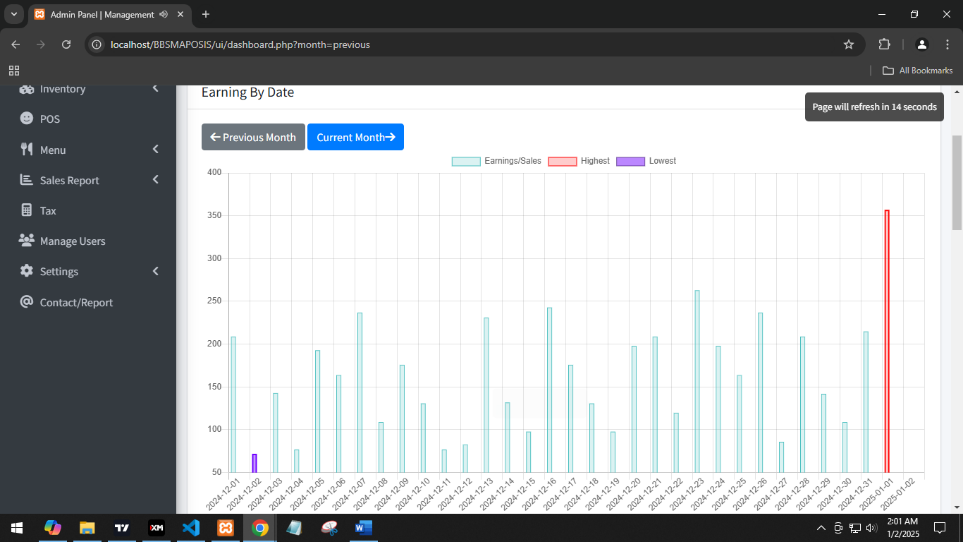 Admin Panel | Management
localhost/BBSMAPOSIS/ui/dashboard.php?month=previous
All Bookmarks
Inventory
POS
Menu
Sales Report
Tax
Manage Users
Settings
Contact/Report
Earning By Date
Page will refresh in 14 seconds
Previous Month
Current Month
Earnings/Sales Highest Lowest
400
350
300
250
200
150
100
50
2024-12-01
2024-12-02
2024-12-03
2024-12-04
2024-12-05
2024-12-06
2024-12-07
2024-12-08
2024-12-09
2024-12-10
2024-12-11
2024-12-12
2024-12-13
2024-12-14
2024-12-15
2024-12-16
2024-12-17
2024-12-18
2024-12-19
2024-12-20
2024-12-21
2024-12-22
2024-12-23
2024-12-24
2024-12-25
2024-12-26
2024-12-27
2024-12-28
2024-12-29
2024-12-30
2024-12-31
2025-01-01
2025-01-02
XM
2:01 AM
1/2/2025